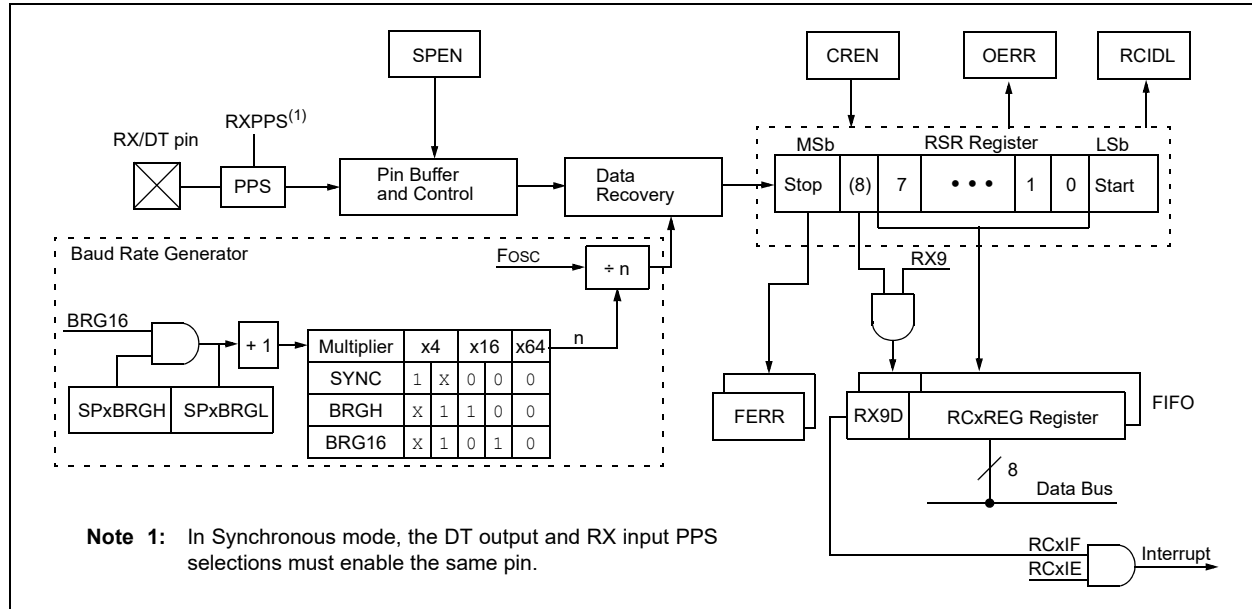 SPEN
CREN
OERR
RCIDL
RXPPS(1)
RX/DT pin
MSb
RSR Register
LSb
PPS
Pin Buffer
and Control
Data
Recovery
Stop
(8)
7
• • •
1
0
Start
Baud Rate Generator
FOSC
÷ n
RX9
BRG16
+ 1
n
Multiplier x4 x16 x64
SYNC 1 X 0 0 0
BRGH X 1 1 0 0
BRG16 X 1 0 1 0
SPxBRGH
SPxBRGL
FERR
RX9D
RCxREG Register
FIFO
8
Data Bus
Note 1: In Synchronous mode, the DT output and RX input PPS
selections must enable the same pin.
RCxIF
RCxIE
Interrupt